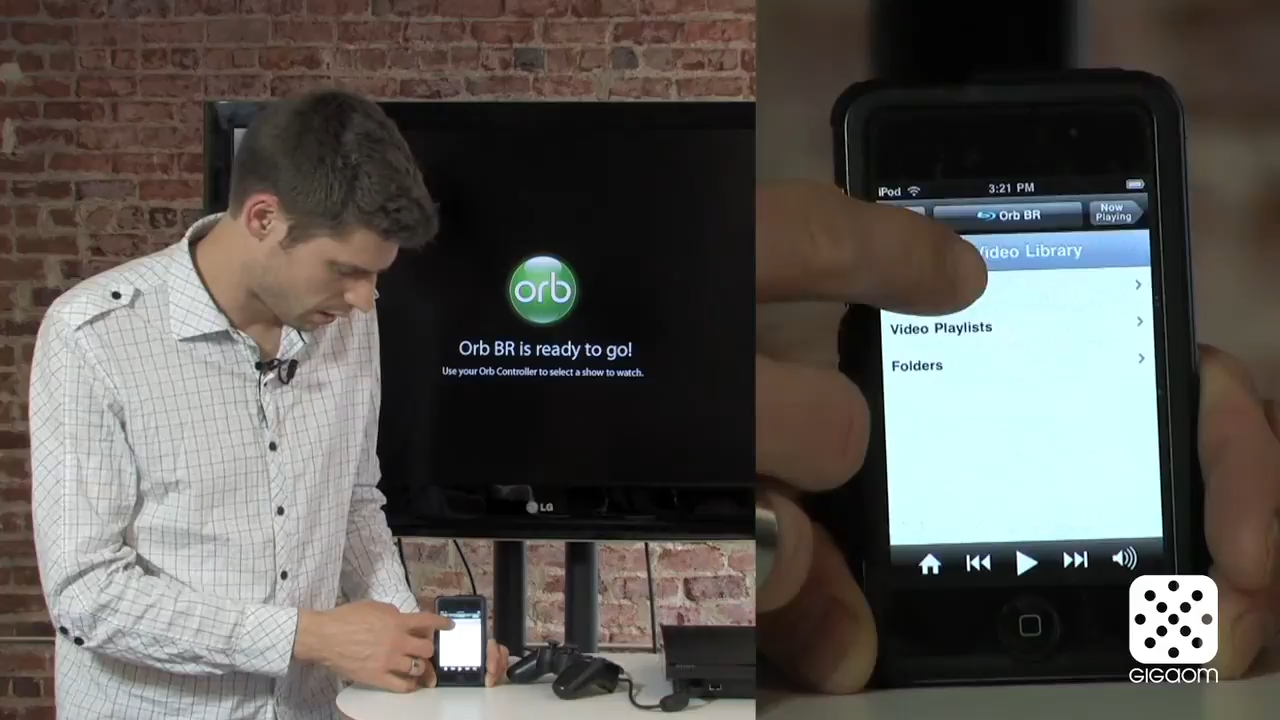 orb
Orb BR is ready to go!
Use your Orb Controller to select a show to watch.
LG
iPod
3:21 PM
Orb BR
Now
Playing
Video Library
Video Playlists
Folders
GIGAOM